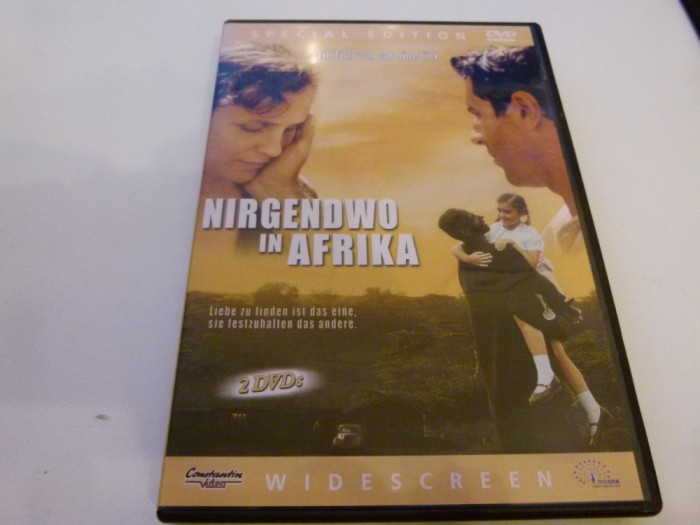 SPECIAL EDITION
DVD
NIRGENDWO
IN AFRIKA
Liebe zu finden ist das eine,
sie festzuhalten das andere.
2 DVDs
Constantin
video
WIDESCREEN